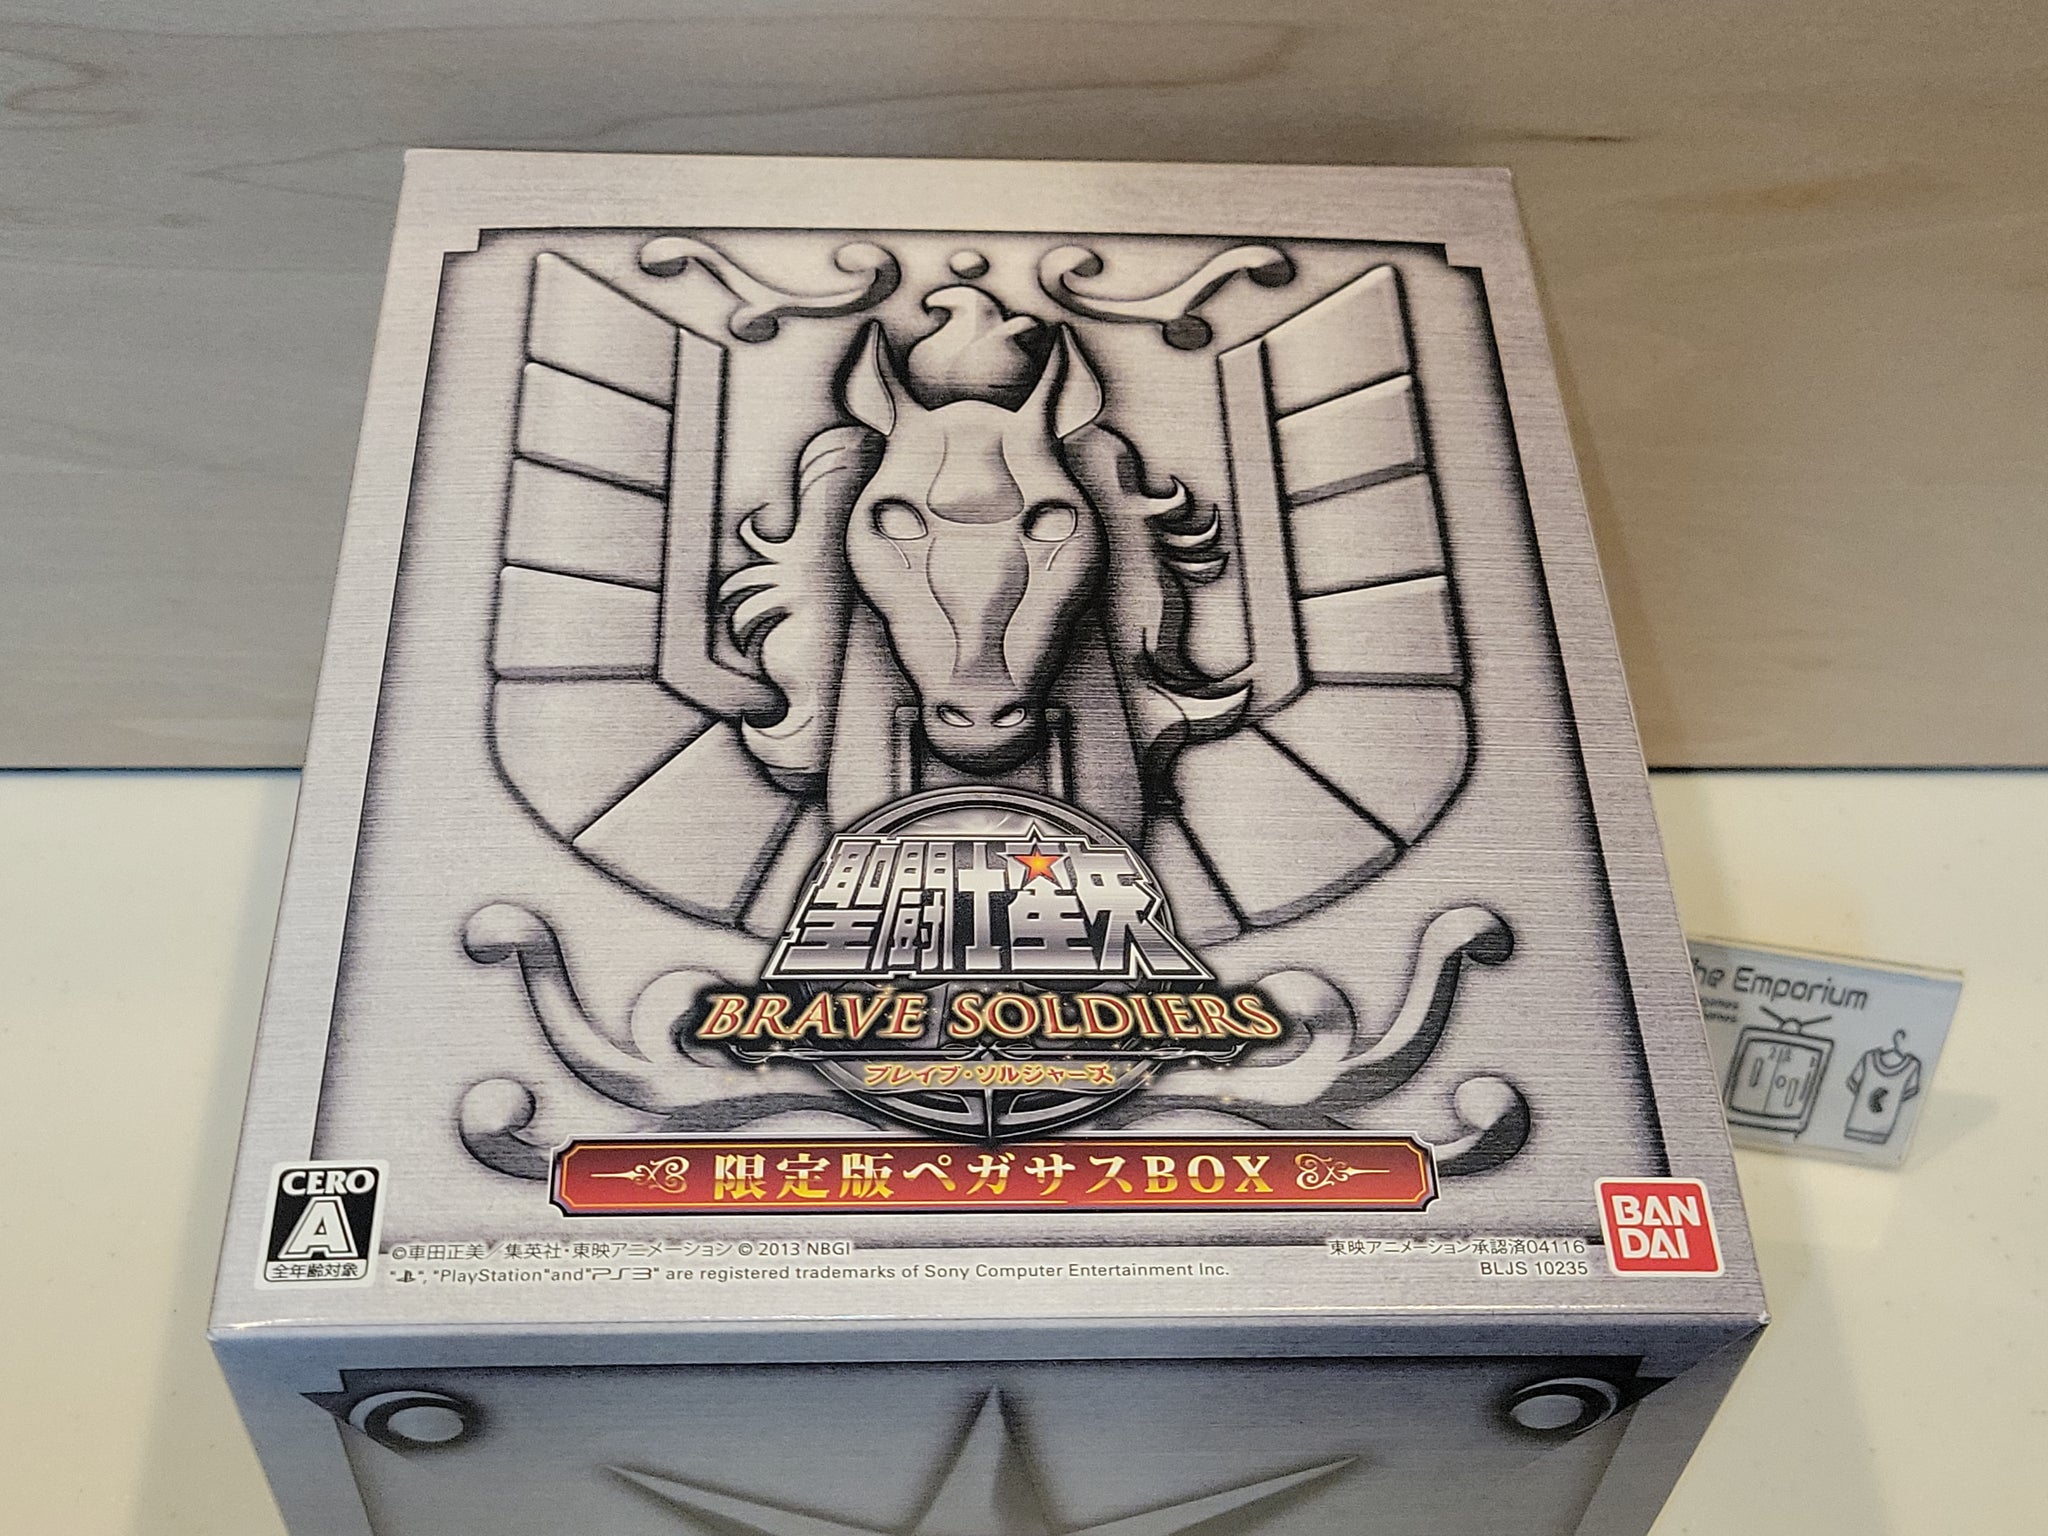 聖闘士星矢
BRAVE SOLDIERS
ブレイブ・ソルジャーズ
限定版ペガサスBOX
CERO
A
全年齢対象
©車田正美/集英社・東映アニメーション © 2013 NBGI
"", "PlayStation" and "PS3" are registered trademarks of Sony Computer Entertainment Inc.
東映アニメーション承認済04116
BLJS 10235
BAN
DAI
Emporium